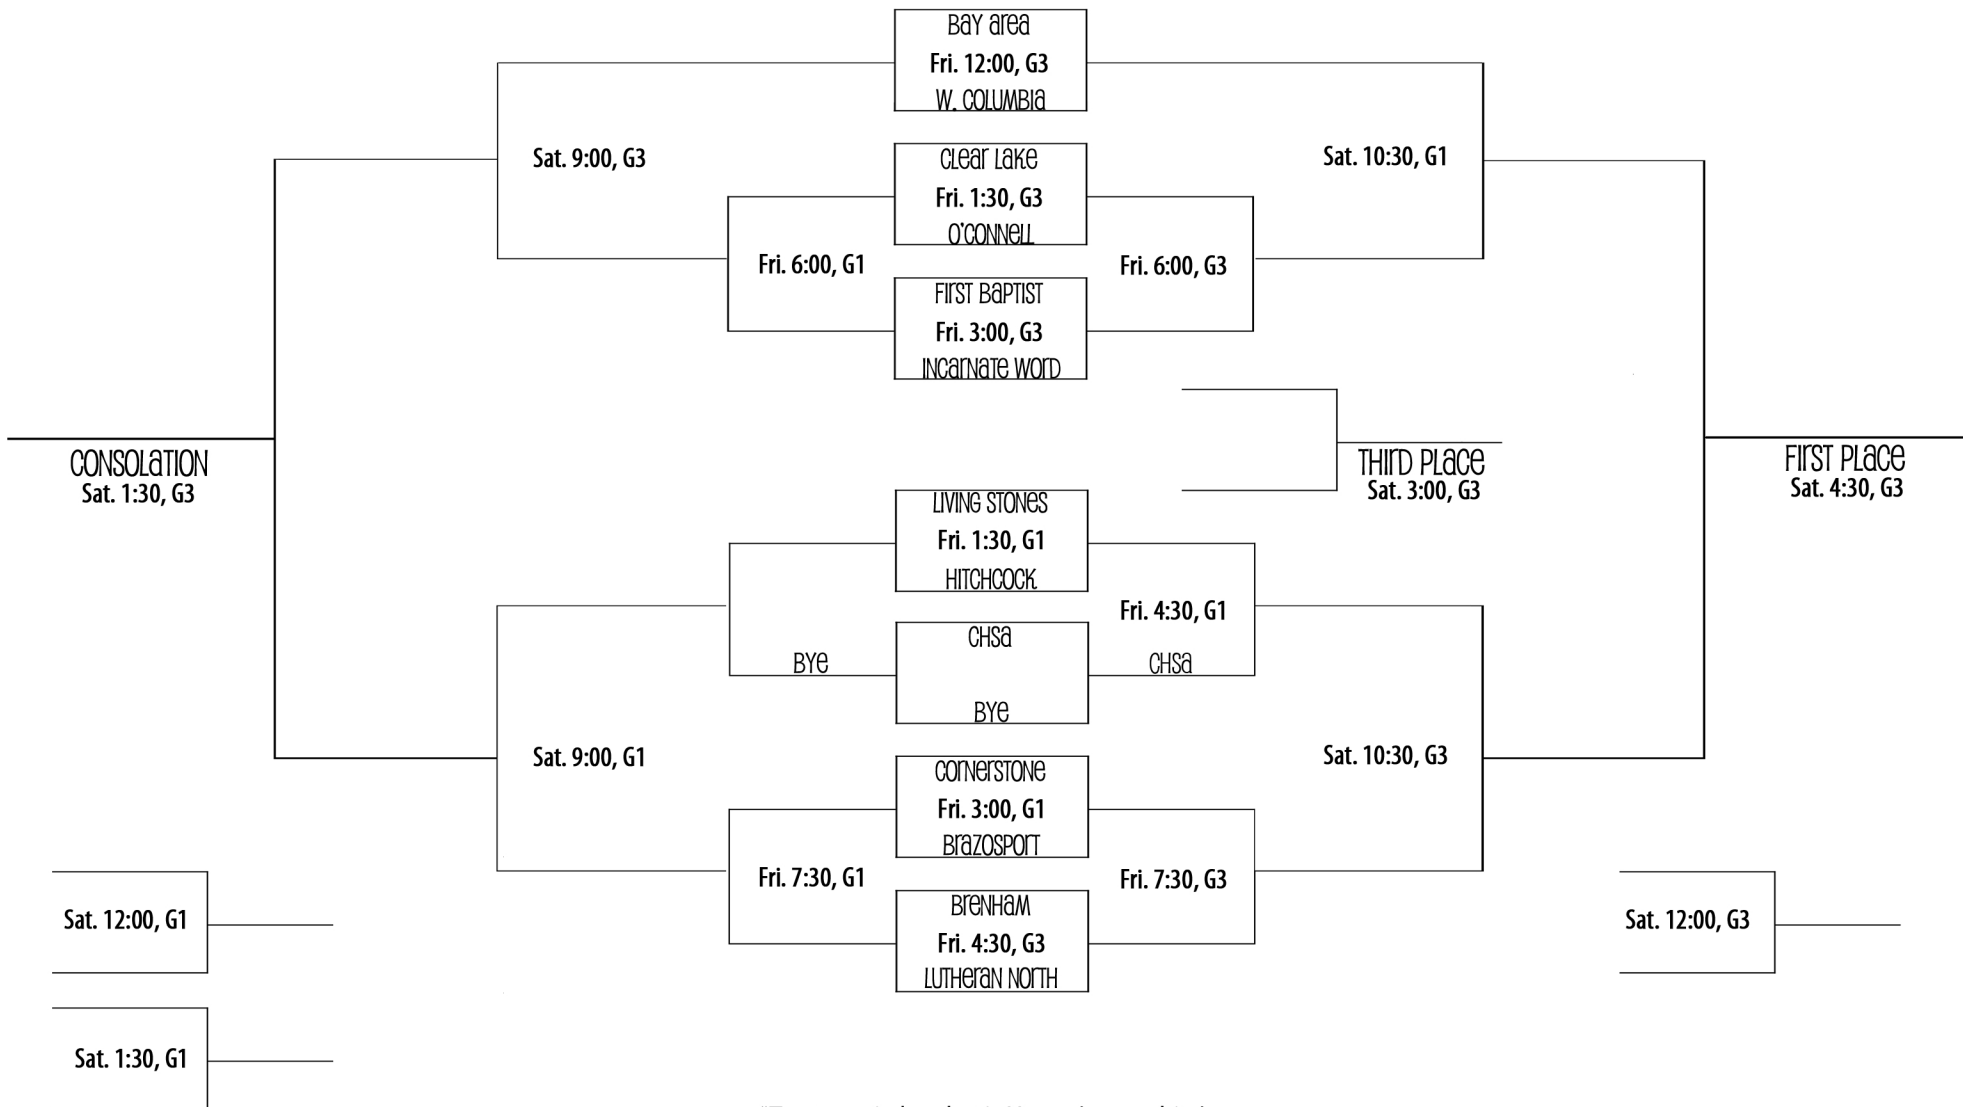 Bay Area
Fri. 12:00, G3
W. Columbia
Sat. 9:00, G3
Sat. 10:30, G1
Clear Lake
Fri. 1:30, G3
O'Connell
Fri. 6:00, G1
Fri. 6:00, G3
First Baptist
Fri. 3:00, G3
Incarnate Word
Consolation
Sat. 1:30, G3
Third Place
Sat. 3:00, G3
First Place
Sat. 4:30, G3
Living Stones
Fri. 1:30, G1
Hitchcock
Fri. 4:30, G1
CHSA
Bye
CHSA
Bye
Sat. 9:00, G1
Sat. 10:30, G3
Cornerstone
Fri. 3:00, G1
Brazosport
Fri. 7:30, G1
Fri. 7:30, G3
Brenham
Fri. 4:30, G3
Lutheran North
Sat. 12:00, G1
Sat. 12:00, G3
Sat. 1:30, G1